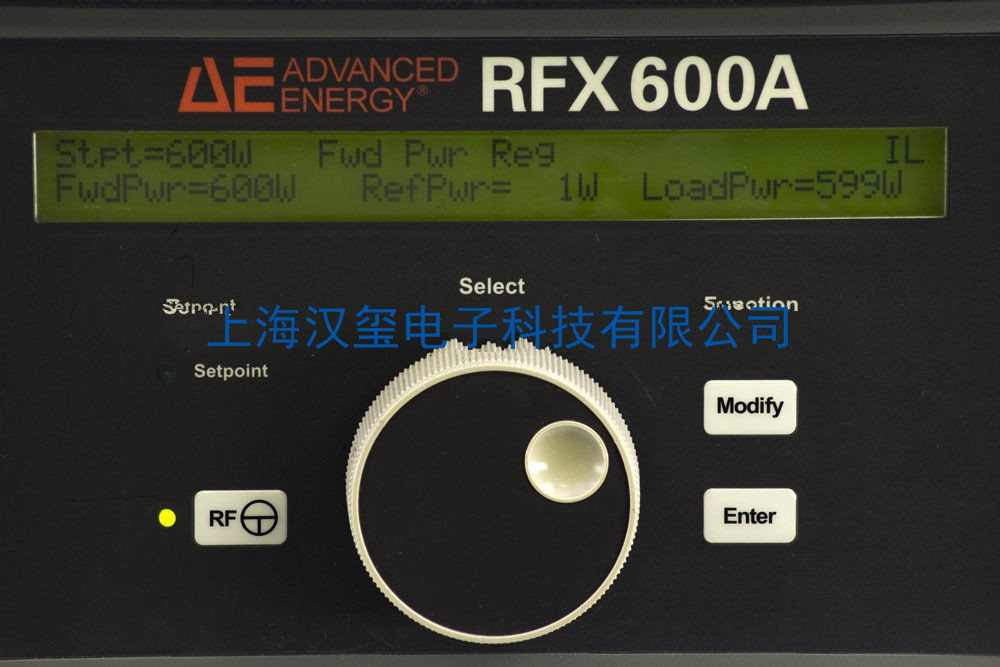 AE ADVANCED ENERGY® RFX 600A
Stpt=600W Fwd Pwr Reg IL
FwdPwr=600W RefPwr= 1W LoadPwr=599W
Select
上海汉玺电子科技有限公司
Setpoint
Modify
RF
Enter